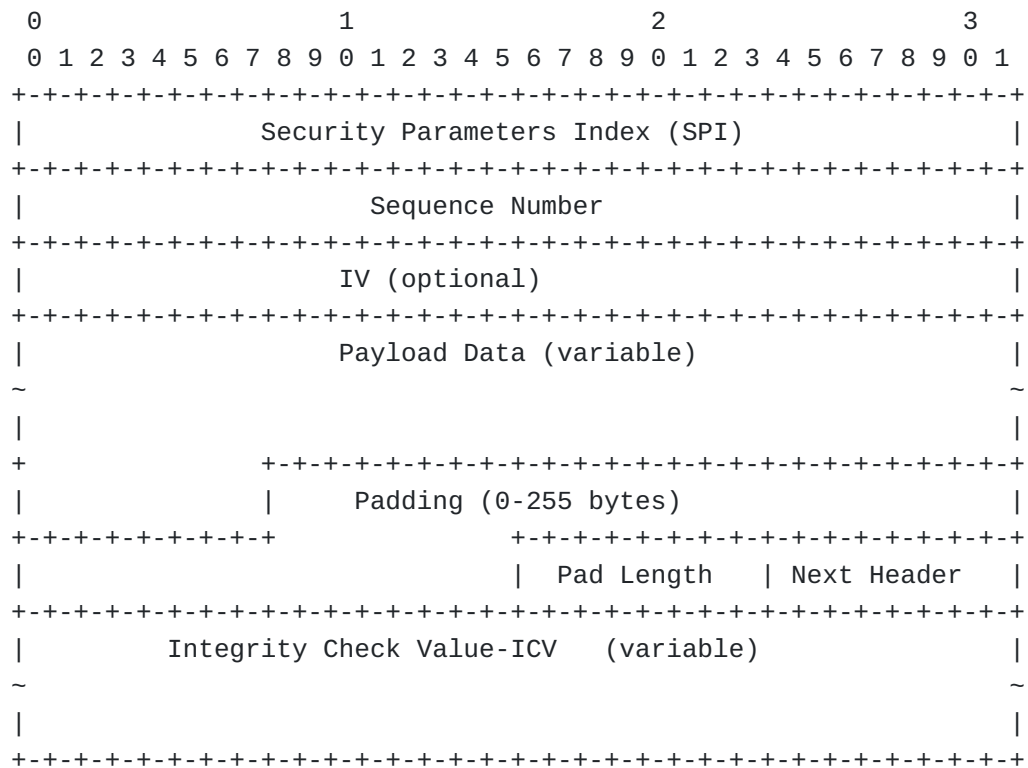 0                   1                   2                   3
 0 1 2 3 4 5 6 7 8 9 0 1 2 3 4 5 6 7 8 9 0 1 2 3 4 5 6 7 8 9 0 1
+-+-+-+-+-+-+-+-+-+-+-+-+-+-+-+-+-+-+-+-+-+-+-+-+-+-+-+-+-+-+-+-+
|               Security Parameters Index (SPI)                 |
+-+-+-+-+-+-+-+-+-+-+-+-+-+-+-+-+-+-+-+-+-+-+-+-+-+-+-+-+-+-+-+-+
|                      Sequence Number                          |
+-+-+-+-+-+-+-+-+-+-+-+-+-+-+-+-+-+-+-+-+-+-+-+-+-+-+-+-+-+-+-+-+
|                    IV (optional)                              |
+-+-+-+-+-+-+-+-+-+-+-+-+-+-+-+-+-+-+-+-+-+-+-+-+-+-+-+-+-+-+-+-+
|                    Payload Data (variable)                    |
~                                                               ~
|                                                               |
+               +-+-+-+-+-+-+-+-+-+-+-+-+-+-+-+-+-+-+-+-+-+-+-+-+
|               |     Padding (0-255 bytes)                     |
+-+-+-+-+-+-+-+-+               +-+-+-+-+-+-+-+-+-+-+-+-+-+-+-+-+
|                               |  Pad Length   | Next Header   |
+-+-+-+-+-+-+-+-+-+-+-+-+-+-+-+-+-+-+-+-+-+-+-+-+-+-+-+-+-+-+-+-+
|         Integrity Check Value-ICV   (variable)                |
~                                                               ~
|                                                               |
+-+-+-+-+-+-+-+-+-+-+-+-+-+-+-+-+-+-+-+-+-+-+-+-+-+-+-+-+-+-+-+-+